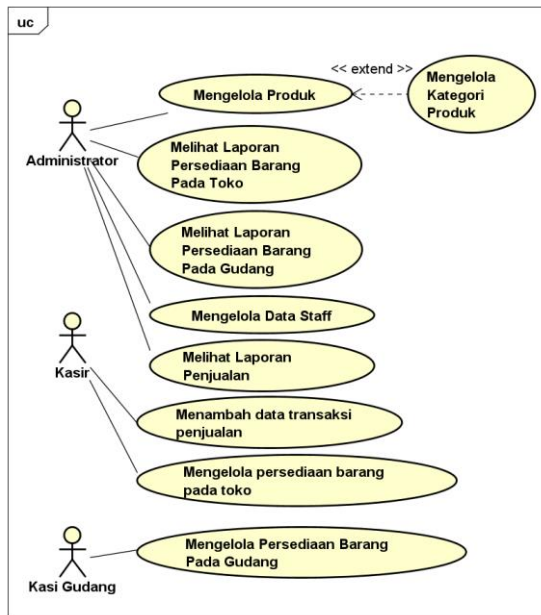 uc
<< extend >>
Mengelola
Kategori
Produk
Mengelola Produk
Administrator
Melihat Laporan
Persediaan Barang
Pada Toko
Melihat Laporan
Persediaan Barang
Pada Gudang
Mengelola Data Staff
Kasir
Melihat Laporan
Penjualan
Menambah data transaksi
penjualan
Mengelola persediaan barang
pada toko
Kasi Gudang
Mengelola Persediaan Barang
Pada Gudang